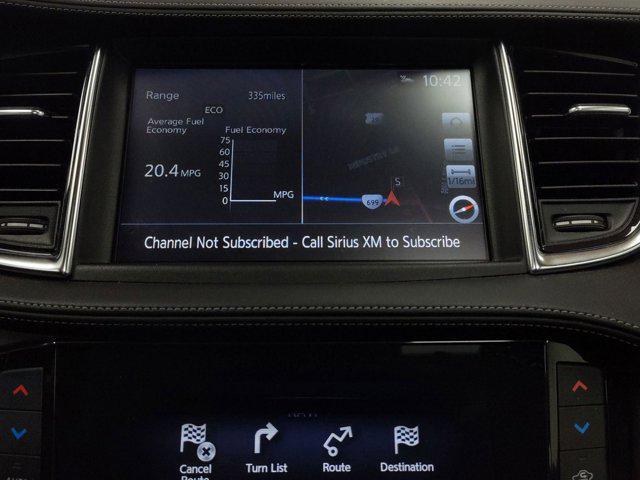 10:42
Range 335miles
ECO
Average Fuel
Economy
Fuel Economy
75
60
45
30
15
0
20.4 MPG
MPG
S
699
1/16mi
Channel Not Subscribed - Call Sirius XM to Subscribe
Cancel
Route
Turn List
Route
Destination